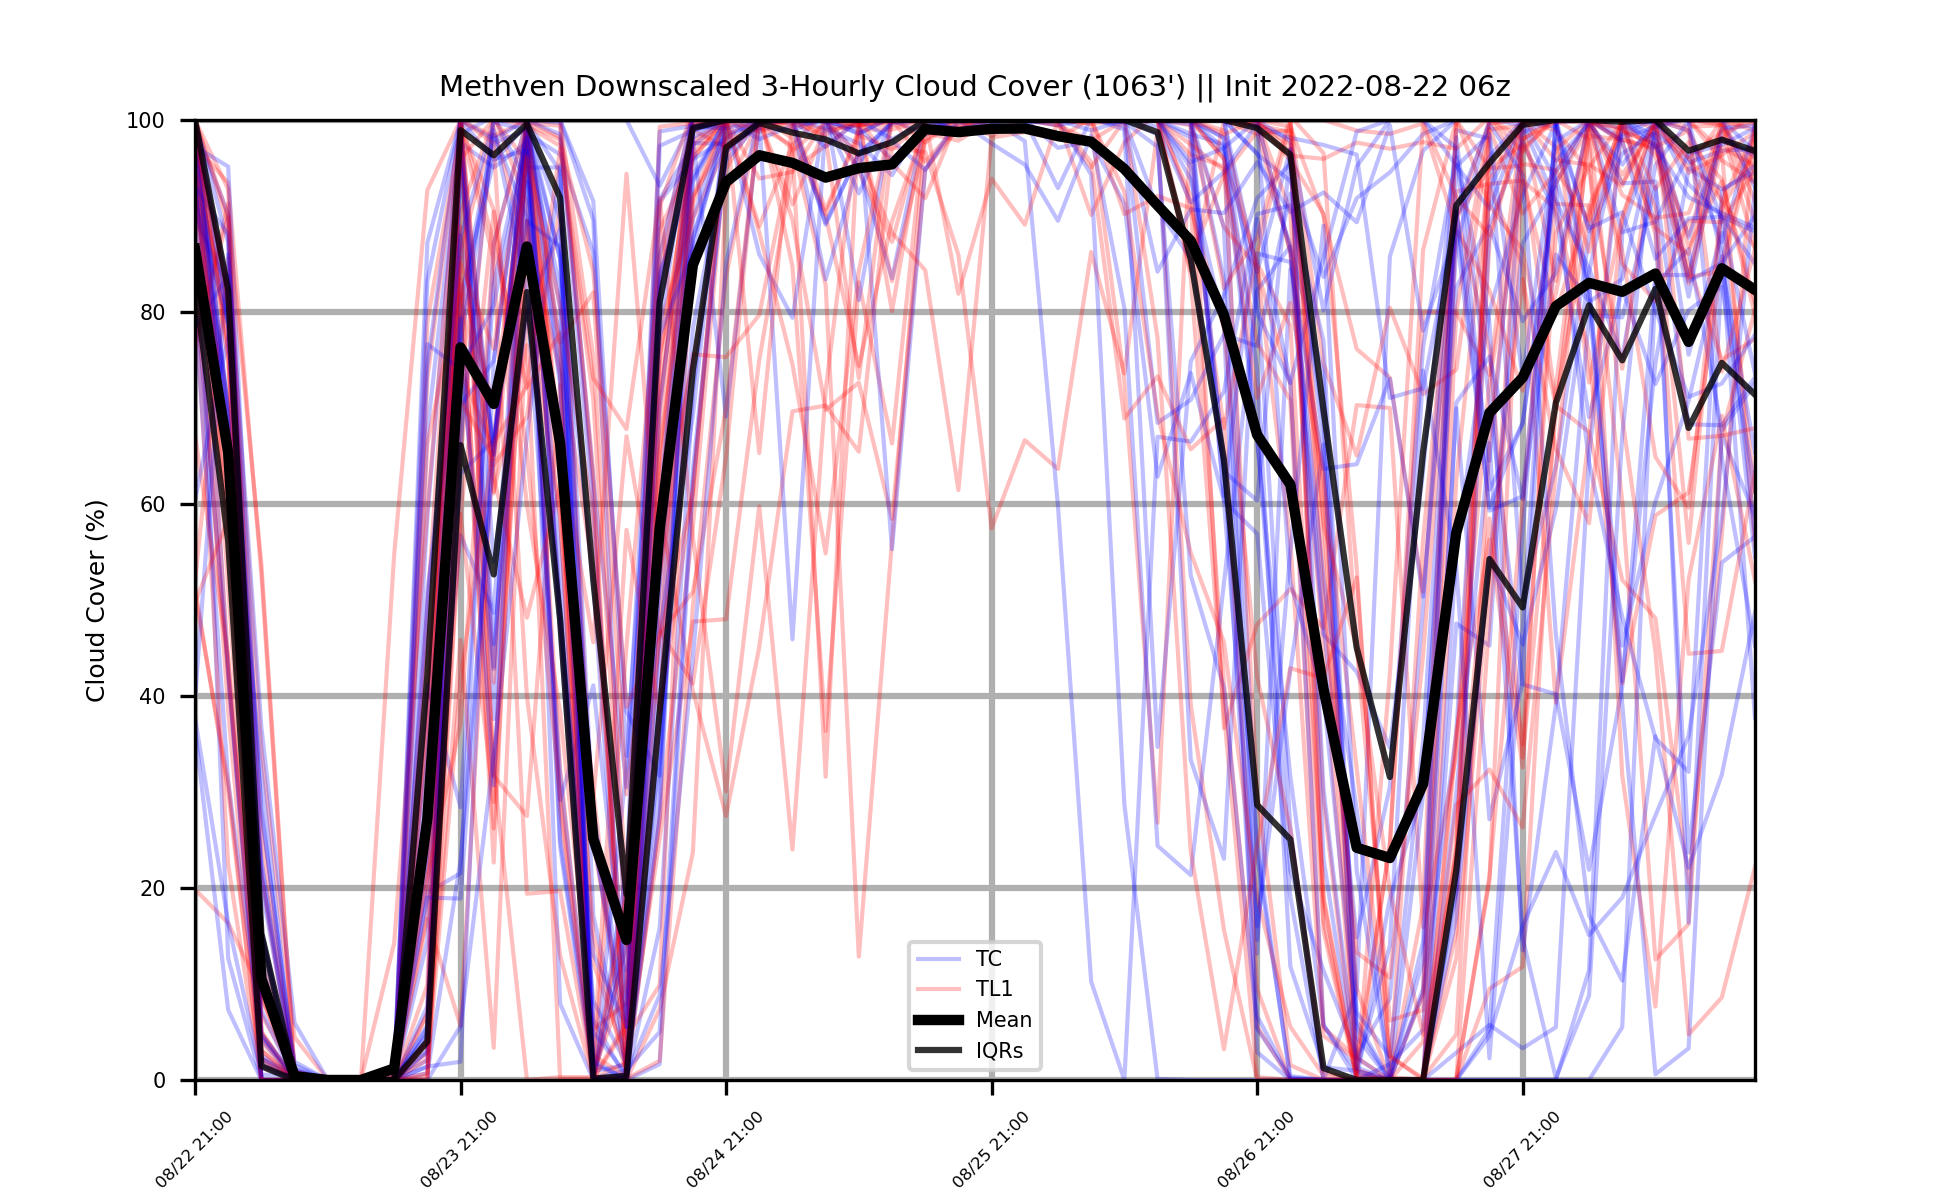 Methven Downscaled 3-Hourly Cloud Cover (1063') || Init 2022-08-22 06z
Cloud Cover (%)
100
80
60
40
20
0
TC
TL1
Mean
IQRs
08/22 21:00
08/23 21:00
08/24 21:00
08/25 21:00
08/26 21:00
08/27 21:00